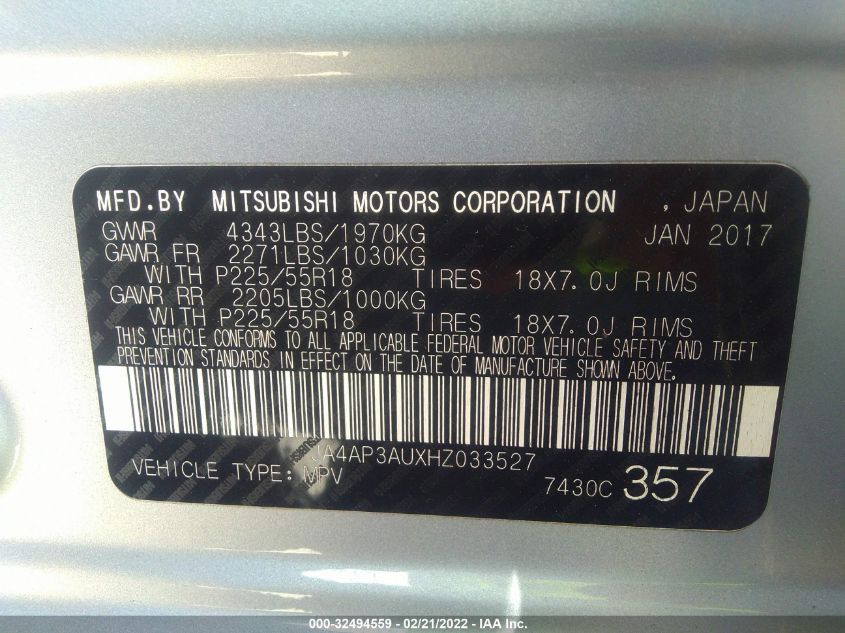 MFD.BY MITSUBISHI MOTORS CORPORATION , JAPAN
GWVR 4343LBS/1970KG JAN 2017
GAWR FR 2271LBS/1030KG
WITH P225/55R18 TIRES 18X7.0J RIMS
GAWR RR 2205LBS/1000KG
WITH P225/55R18 TIRES 18X7.0J RIMS
THIS VEHICLE CONFORMS TO ALL APPLICABLE FEDERAL MOTOR VEHICLE SAFETY AND THEFT
PREVENTION STANDARDS IN EFFECT ON THE DATE OF MANUFACTURE SHOWN ABOVE.
JA4AP3AUXHZ033527
VEHICLE TYPE: MPV 7430C 357
000-32494559 - 02/21/2022 - IAA Inc.